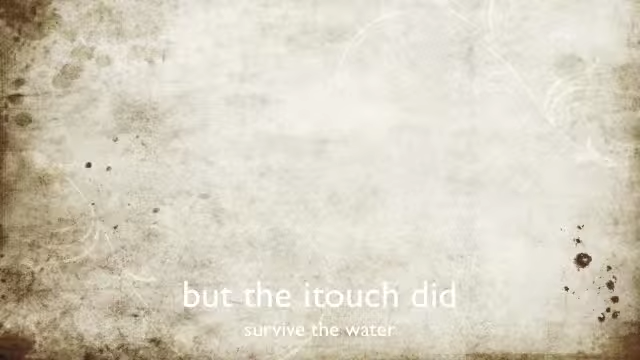 but the itouch did
survive the water